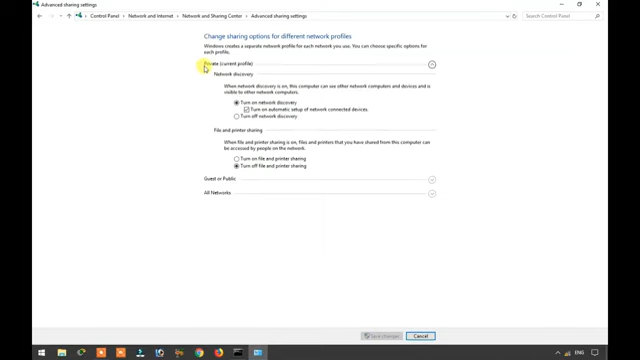 Advanced sharing settings
Control Panel > Network and Internet > Network and Sharing Center > Advanced sharing settings
Search Control Panel
Change sharing options for different network profiles
Windows creates a separate network profile for each network you use. You can choose specific options for
each profile.
Private (current profile)
Network discovery
When network discovery is on, this computer can see other network computers and devices and is
visible to other network computers.
Turn on network discovery
Turn on automatic setup of network connected devices.
Turn off network discovery
File and printer sharing
When file and printer sharing is on, files and printers that you have shared from this computer can
be accessed by people on the network.
Turn on file and printer sharing
Turn off file and printer sharing
Guest or Public
All Networks
Save changes
Cancel
ENG